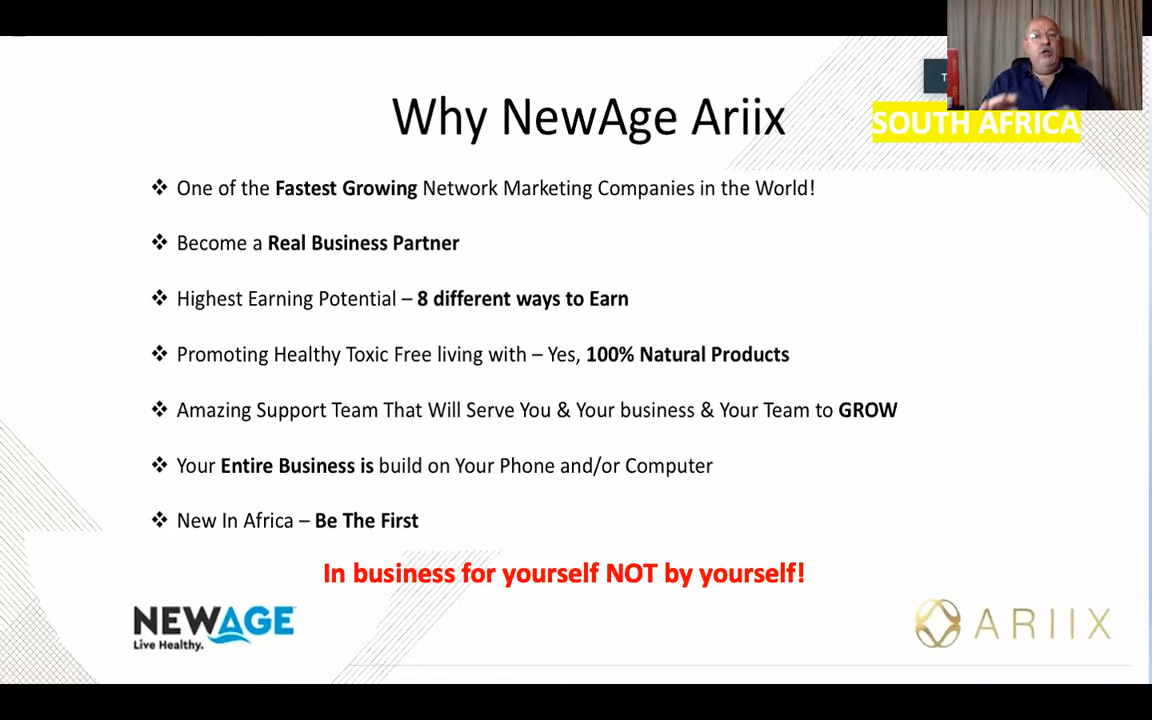 T
Why NewAge Ariix
SOUTH AFRICA
❖ One of the Fastest Growing Network Marketing Companies in the World!
❖ Become a Real Business Partner
❖ Highest Earning Potential – 8 different ways to Earn
❖ Promoting Healthy Toxic Free living with – Yes, 100% Natural Products
❖ Amazing Support Team That Will Serve You & Your business & Your Team to GROW
❖ Your Entire Business is build on Your Phone and/or Computer
❖ New In Africa – Be The First
In business for yourself NOT by yourself!
NEWAGE
Live Healthy.
ARIIX